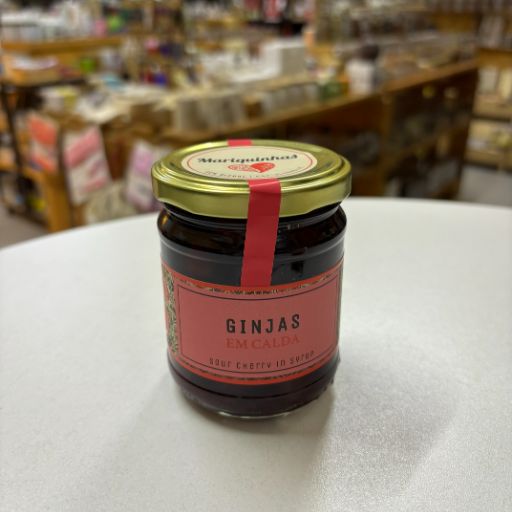 Mariquinhas
GINJAS
EM CALDA
Sour Cherry in Syrup